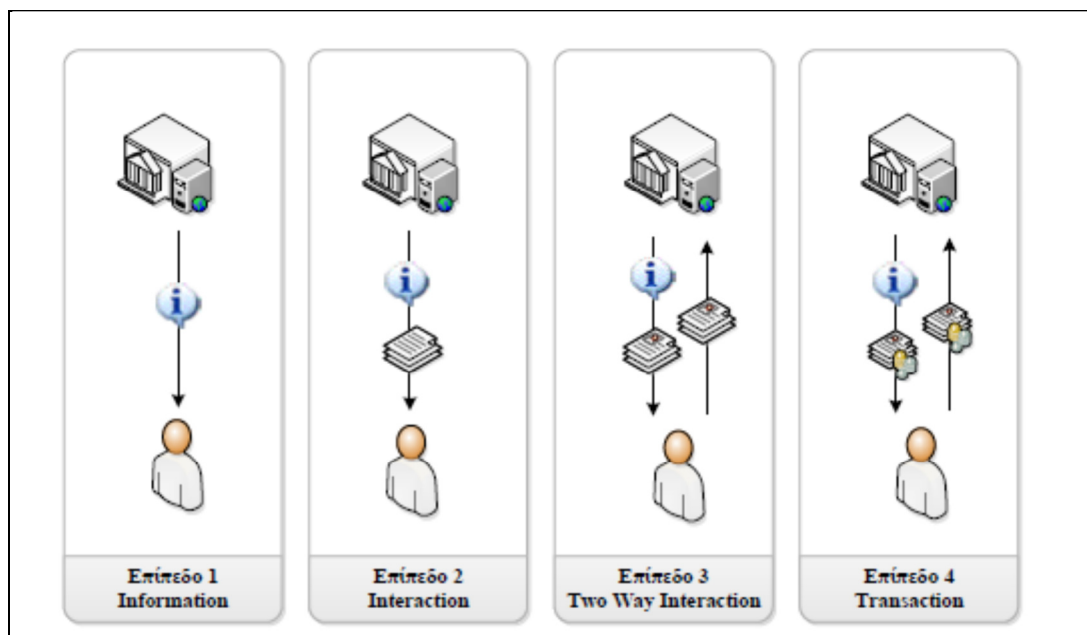 Επίπεδο 1
Information
Επίπεδο 2
Interaction
Επίπεδο 3
Two Way Interaction
Επίπεδο 4
Transaction